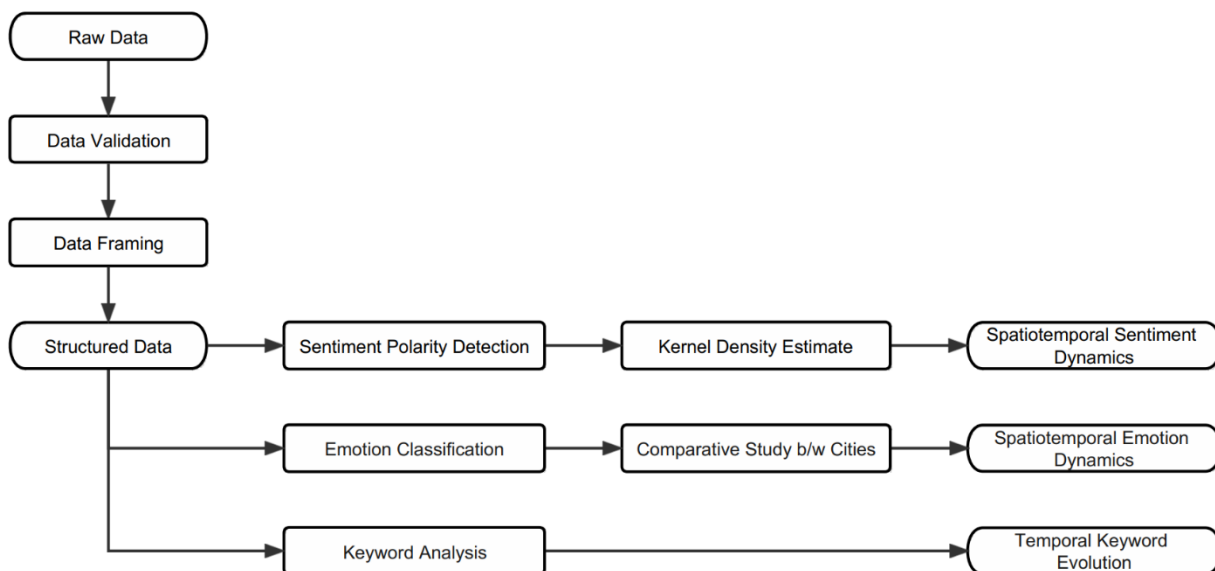 Raw Data
Data Validation
Data Framing
Structured Data
Sentiment Polarity Detection
Kernel Density Estimate
Spatiotemporal Sentiment
Dynamics
Emotion Classification
Comparative Study b/w Cities
Spatiotemporal Emotion
Dynamics
Keyword Analysis
Temporal Keyword
Evolution